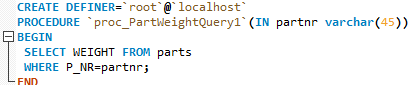 CREATE DEFINER=`root`@`localhost`
PROCEDURE `proc_PartWeightQuery1`(IN partnr varchar(45))
BEGIN
SELECT WEIGHT FROM parts
WHERE P_NR=partnr;
END